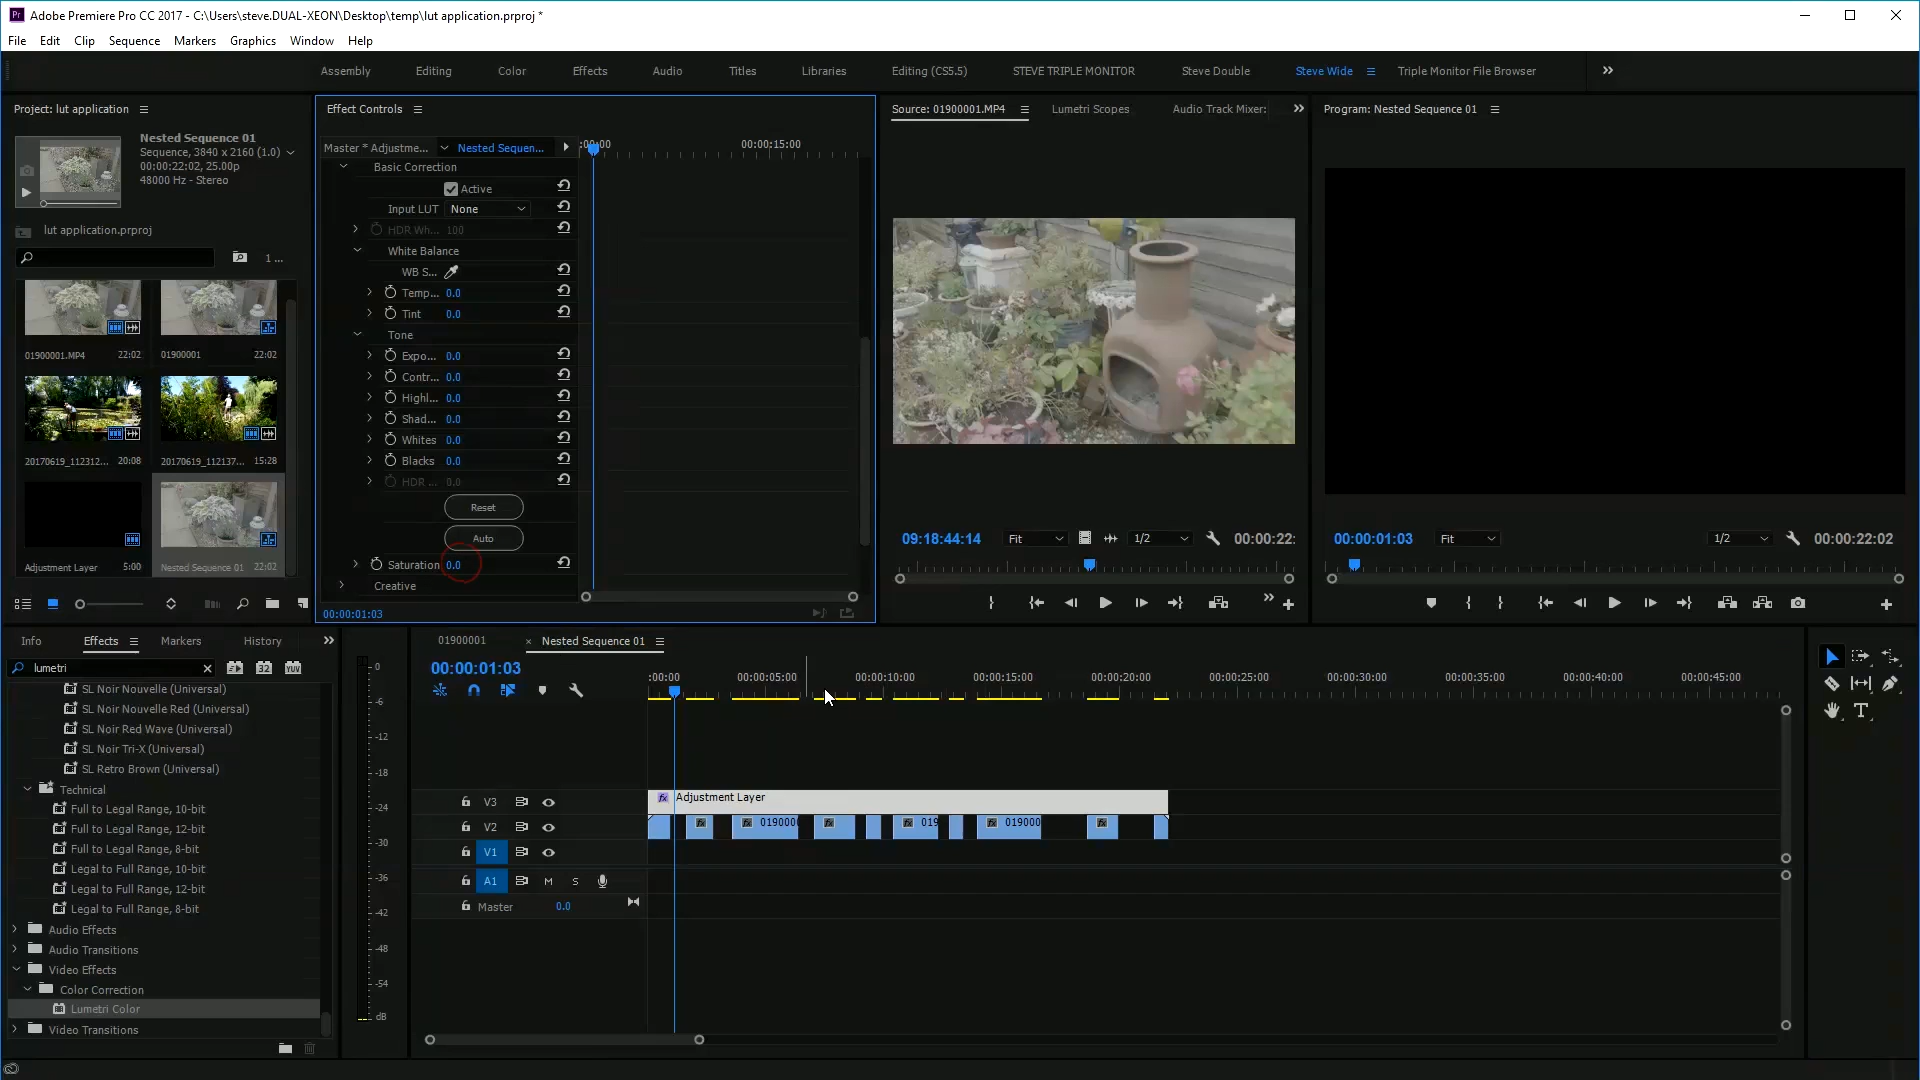 Adobe Premiere Pro CC 2017 - C:\Users\steve.DUAL-XEON\Desktop\temp\lut application.prproj *
File Edit Clip Sequence Markers Graphics Window Help
Assembly Editing Color Effects Audio Titles Libraries Editing (CS5.5) STEVE TRIPLE MONITOR Steve Double Steve Wide Triple Monitor File Browser
Project: lut application
Nested Sequence 01
Sequence, 3840 x 2160 (1.0)
00:00:22:02, 25.00p
48000 Hz - Stereo
lut application.prproj
1 ...
01900001.MP4 22:02
01900001 22:02
20170619_112312... 20:08
20170619_112137... 15:28
Adjustment Layer 5:00
Nested Sequence 01 22:02
Effect Controls
Master * Adjustme... Nested Sequen... :00:00 00:00:15:00
Basic Correction
Active
Input LUT None
HDR Wh... 100
White Balance
WB S...
Temp... 0.0
Tint 0.0
Tone
Expo... 0.0
Contr... 0.0
Highl... 0.0
Shad... 0.0
Whites 0.0
Blacks 0.0
HDR ... 0.0
Reset
Auto
Saturation 0.0
Creative
00:00:01:03
Source: 01900001.MP4 Lumetri Scopes Audio Track Mixer:
09:18:44:14 Fit 1/2 00:00:22:
Program: Nested Sequence 01
00:00:01:03 Fit 1/2 00:00:22:02
Info Effects Markers History
lumetri 32 YUV
SL Noir Nouvelle (Universal)
SL Noir Nouvelle Red (Universal)
SL Noir Red Wave (Universal)
SL Noir Tri-X (Universal)
SL Retro Brown (Universal)
Technical
Full to Legal Range, 10-bit
Full to Legal Range, 12-bit
Full to Legal Range, 8-bit
Legal to Full Range, 10-bit
Legal to Full Range, 12-bit
Legal to Full Range, 8-bit
Audio Effects
Audio Transitions
Video Effects
Color Correction
Lumetri Color
Video Transitions
0
-6
-12
-18
-24
-30
-36
-42
-48
-54
dB
01900001 × Nested Sequence 01
00:00:01:03
:00:00 00:00:05:00 00:00:10:00 00:00:15:00 00:00:20:00 00:00:25:00 00:00:30:00 00:00:35:00 00:00:40:00 00:00:45:00
V3 fx Adjustment Layer
V2 fx fx 019000 fx fx 019 fx 019000 fx
V1
A1 M S
Master 0.0